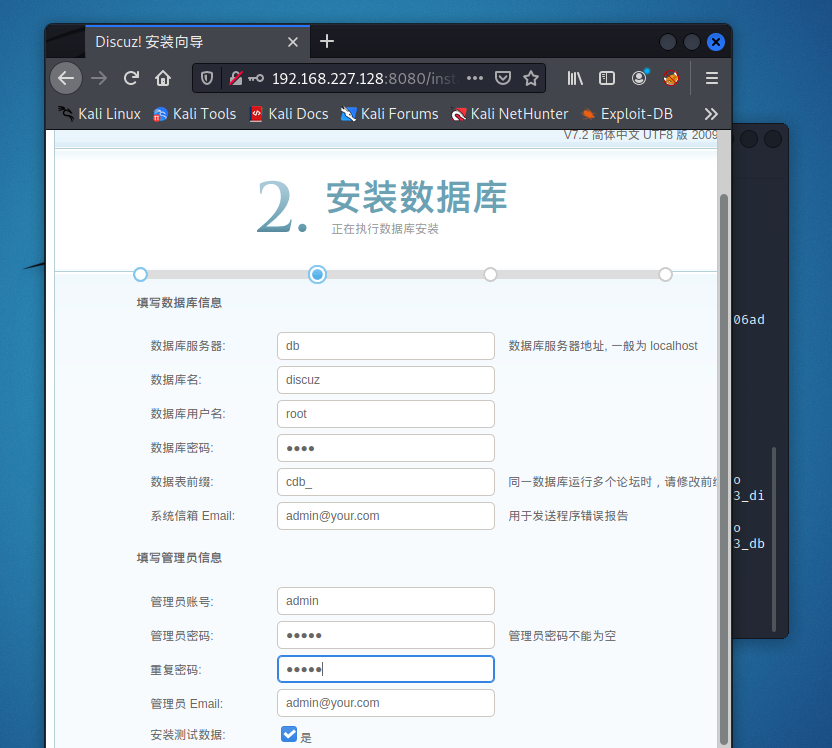 Discuz! 安装向导
192.168.227.128:8080/inst
Kali Linux
Kali Tools
Kali Docs
Kali Forums
Kali NetHunter
Exploit-DB
V7.2 简体中文 UTF8 版 2009
2. 安装数据库
正在执行数据库安装
填写数据库信息
数据库服务器: db 数据库服务器地址, 一般为 localhost
数据库名: discuz
数据库用户名: root
数据库密码: ●●●●
数据表前缀: cdb_ 同一数据库运行多个论坛时，请修改前
系统信箱 Email: admin@your.com 用于发送程序错误报告
填写管理员信息
管理员账号: admin
管理员密码: ●●●●● 管理员密码不能为空
重复密码: ●●●●●
管理员 Email: admin@your.com
安装测试数据: 是
06ad
o
3_di
o
3_db